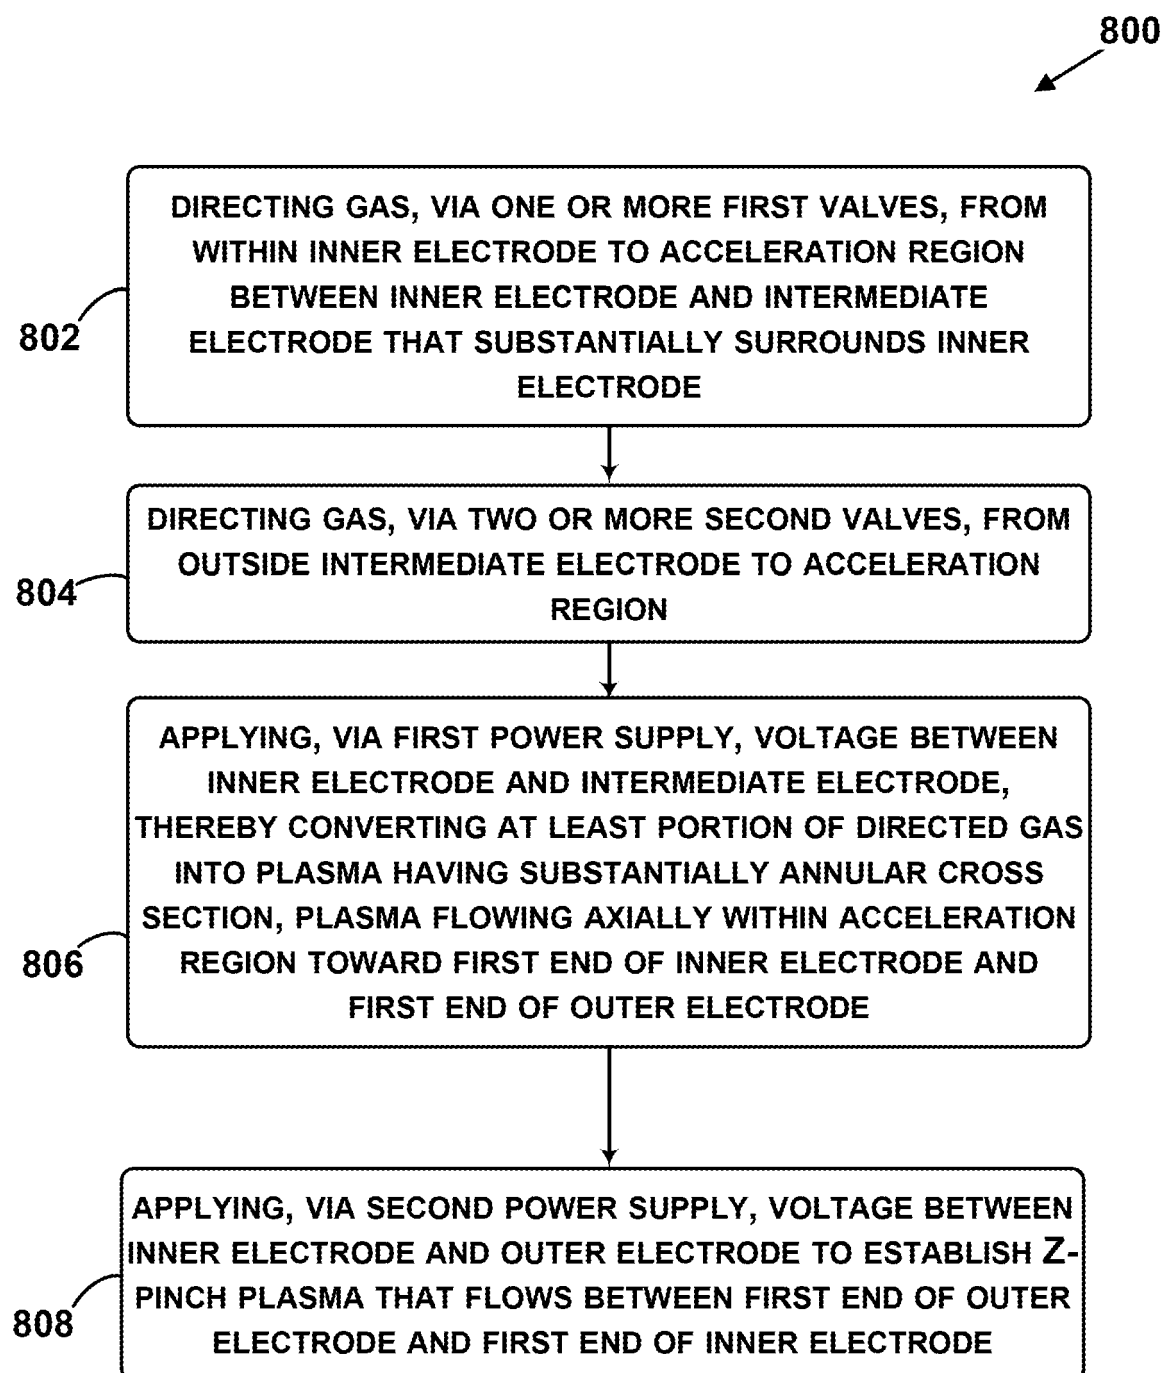 800
DIRECTING GAS, VIA ONE OR MORE FIRST VALVES, FROM
WITHIN INNER ELECTRODE TO ACCELERATION REGION
BETWEEN INNER ELECTRODE AND INTERMEDIATE
ELECTRODE THAT SUBSTANTIALLY SURROUNDS INNER
ELECTRODE
802
DIRECTING GAS, VIA TWO OR MORE SECOND VALVES, FROM
OUTSIDE INTERMEDIATE ELECTRODE TO ACCELERATION
REGION
804
APPLYING, VIA FIRST POWER SUPPLY, VOLTAGE BETWEEN
INNER ELECTRODE AND INTERMEDIATE ELECTRODE,
THEREBY CONVERTING AT LEAST PORTION OF DIRECTED GAS
INTO PLASMA HAVING SUBSTANTIALLY ANNULAR CROSS
SECTION, PLASMA FLOWING AXIALLY WITHIN ACCELERATION
REGION TOWARD FIRST END OF INNER ELECTRODE AND
FIRST END OF OUTER ELECTRODE
806
APPLYING, VIA SECOND POWER SUPPLY, VOLTAGE BETWEEN
INNER ELECTRODE AND OUTER ELECTRODE TO ESTABLISH Z-
PINCH PLASMA THAT FLOWS BETWEEN FIRST END OF OUTER
ELECTRODE AND FIRST END OF INNER ELECTRODE
808